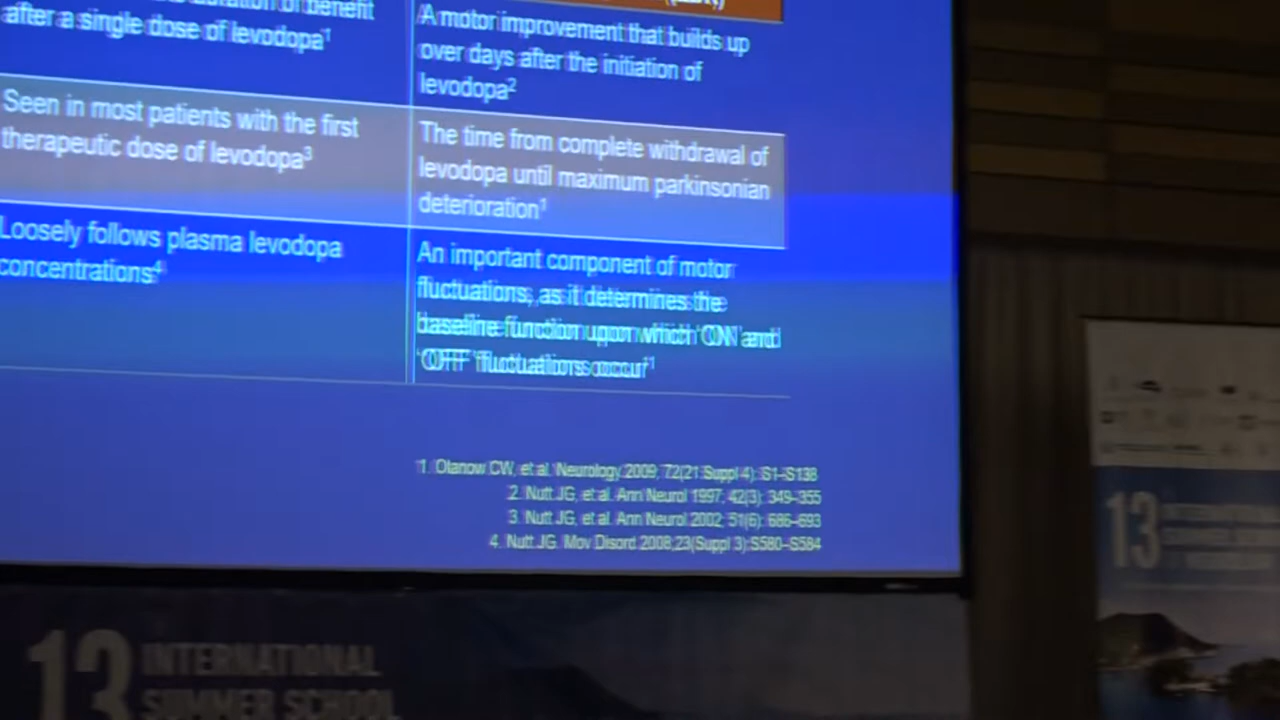 duration of benefit
after a single dose of levodopa¹
Seen in most patients with the first
therapeutic dose of levodopa³
Loosely follows plasma levodopa
concentrations⁴
A motor improvement that builds up
over days after the initiation of
levodopa²
The time from complete withdrawal of
levodopa until maximum parkinsonian
deterioration¹
An important component of motor
fluctuations, as it determines the
baseline function upon which ‘ON’ and
‘OFF’ fluctuations occur¹
1. Olanow CW, et al. Neurology 2009; 72(21 Suppl 4): S1–S136
2. Nutt JG, et al. Ann Neurol 1997; 42(3): 349–355
3. Nutt JG, et al. Ann Neurol 2002; 51(6): 686–693
4. Nutt JG. Mov Disord 2008;23(Suppl 3):S580–S584
13 INTERNATIONAL
SUMMER SCHOOL
13 INTERNATIONAL
SUMMER SCHOOL